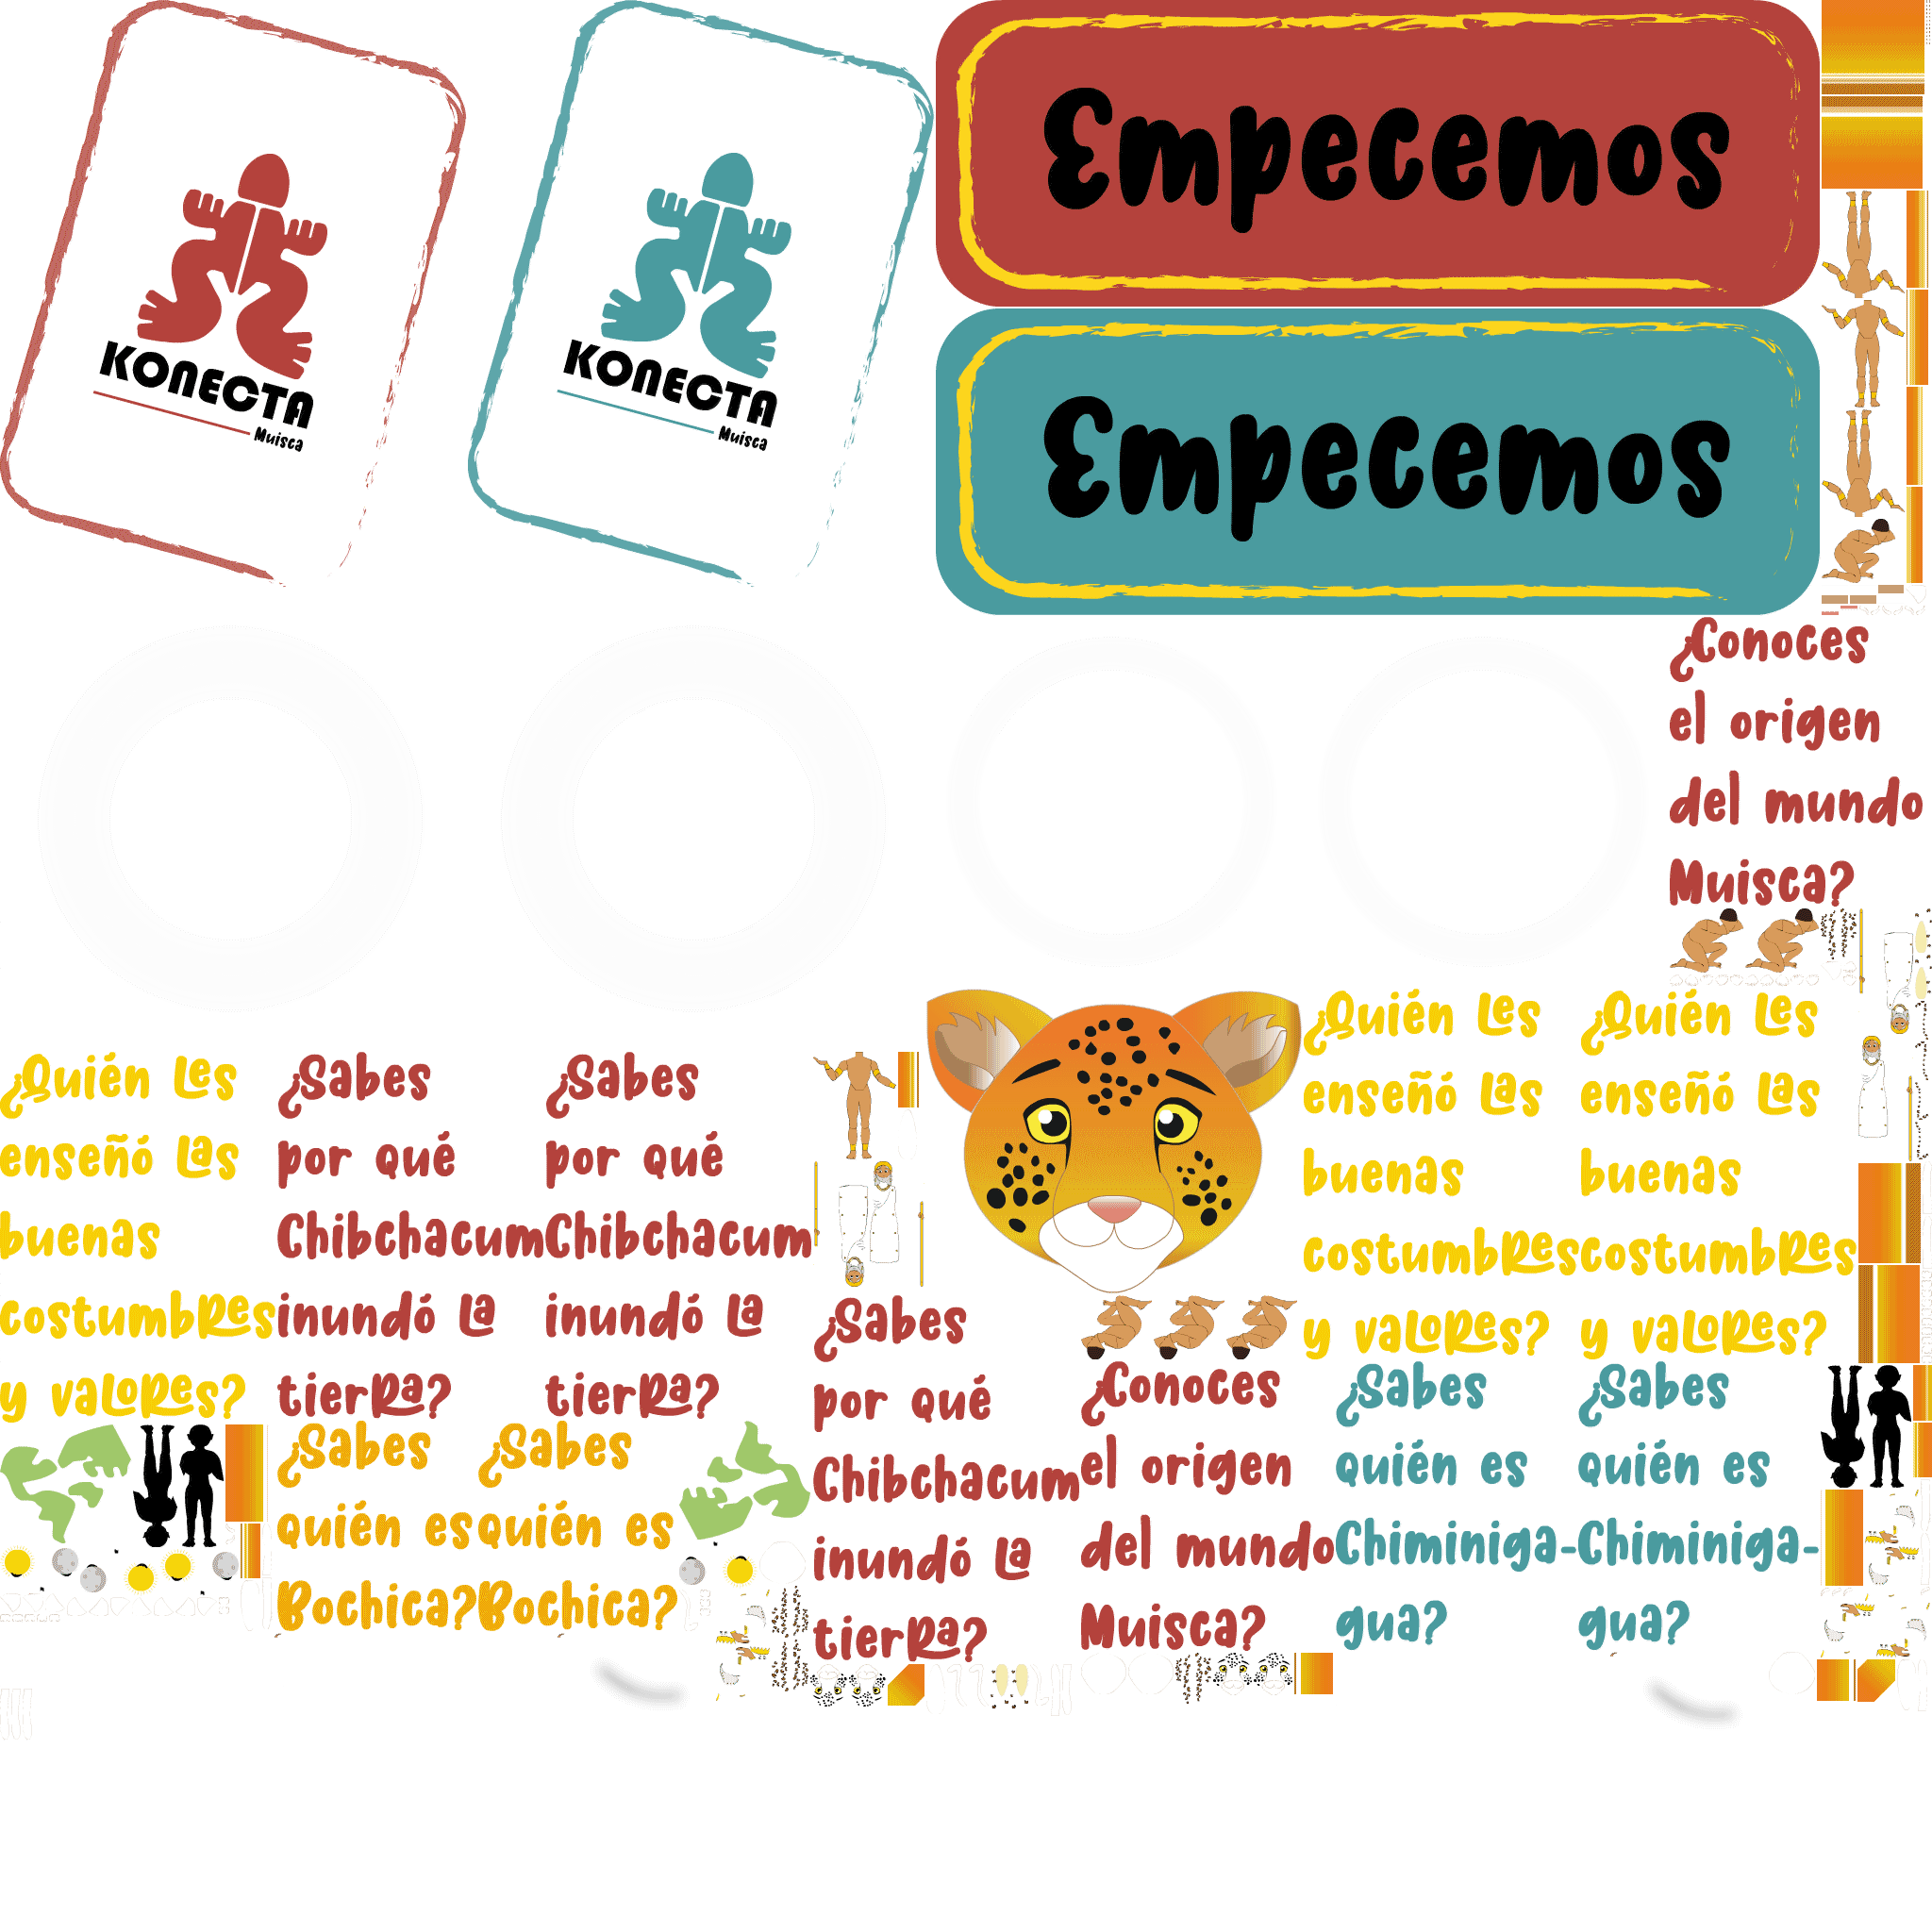 KONECTA
Muisca
KONECTA
Muisca
Empecemos
Empecemos
¿Conoces
el origen
del mundo
Muisca?
¿Quién les
enseñó las
buenas
costumbres
y valores?
¿Sabes
por qué
Chibchacum
inundó la
tierra?
¿Sabes
por qué
Chibchacum
inundó la
tierra?
¿Quién les
enseñó las
buenas
costumbres
y valores?
¿Quién les
enseñó las
buenas
costumbres
y valores?
¿Sabes
por qué
Chibchacum
inundó la
tierra?
¿Conoces
el origen
del mundo
Muisca?
¿Sabes
quién es
Chiminiga-
gua?
¿Sabes
quién es
Chiminiga-
gua?
¿Sabes
quién es
Bochica?
¿Sabes
quién es
Bochica?